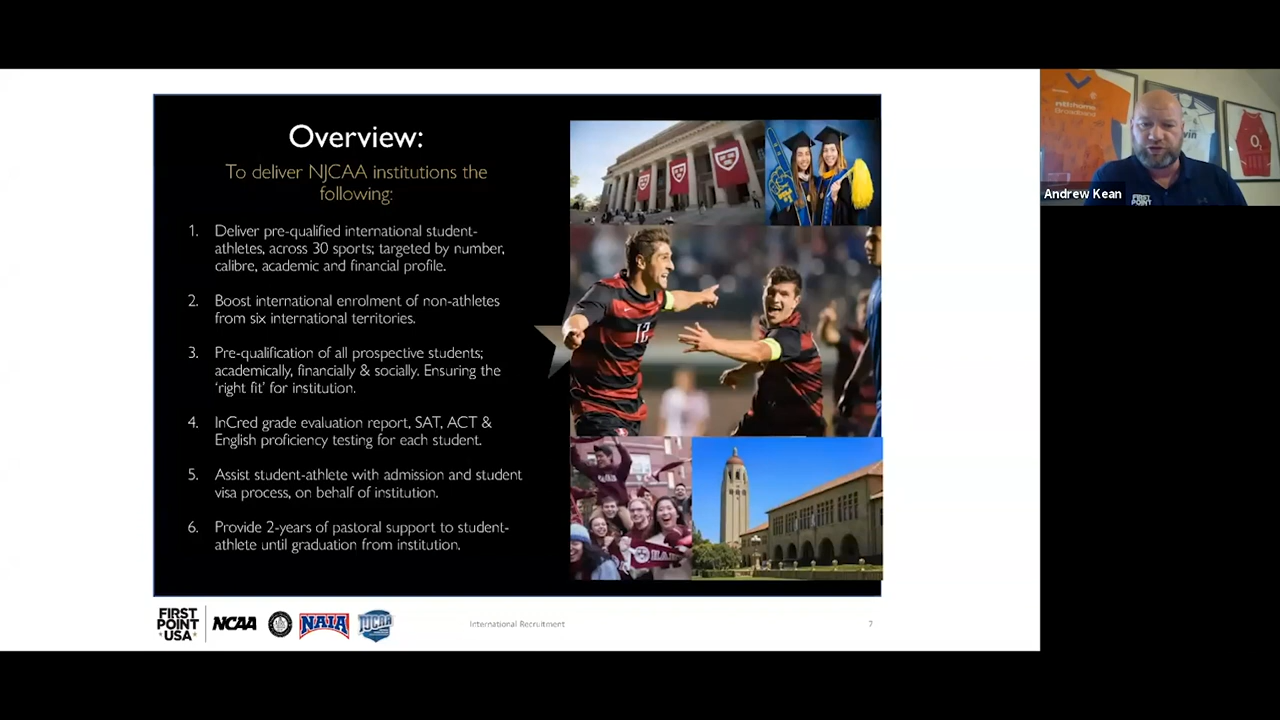 Overview:
To deliver NJCAA institutions the
following:
1. Deliver pre-qualified international student-
athletes, across 30 sports; targeted by number,
calibre, academic and financial profile.
2. Boost international enrolment of non-athletes
from six international territories.
3. Pre-qualification of all prospective students;
academically, financially & socially. Ensuring the
'right fit' for institution.
4. InCred grade evaluation report, SAT, ACT &
English proficiency testing for each student.
5. Assist student-athlete with admission and student
visa process, on behalf of institution.
6. Provide 2-years of pastoral support to student-
athlete until graduation from institution.
12
FIRST
POINT
USA
NCAA
NAIA
NJCAA
International Recruitment
7
Andrew Kean
FIRST
POINT